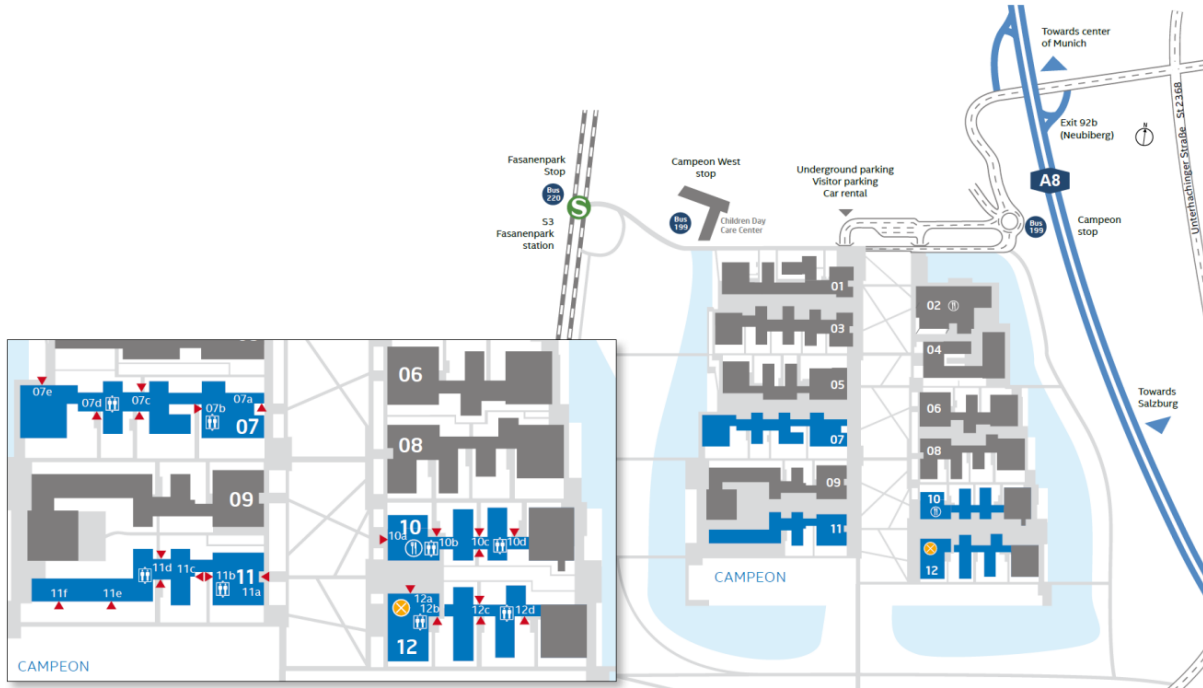 Towards center
of Munich
Unterhachinger Straße St 2368
Exit 92b
(Neubiberg)
N
A8
Fasanenpark
Stop
Bus
220
S
S3
Fasanenpark
station
Campeon West
stop
Bus
199
Children Day
Care Center
Underground parking
Visitor parking
Car rental
Bus
199
Campeon
stop
Towards
Salzburg
01
02
03
04
05
06
07
08
09
10
11
12
CAMPEON
06
07e
07d
07c
07b
07a
07
08
09
10
10a
10b
10c
10d
11d
11c
11b
11
11a
11f
11e
12a
12b
12c
12d
12
CAMPEON